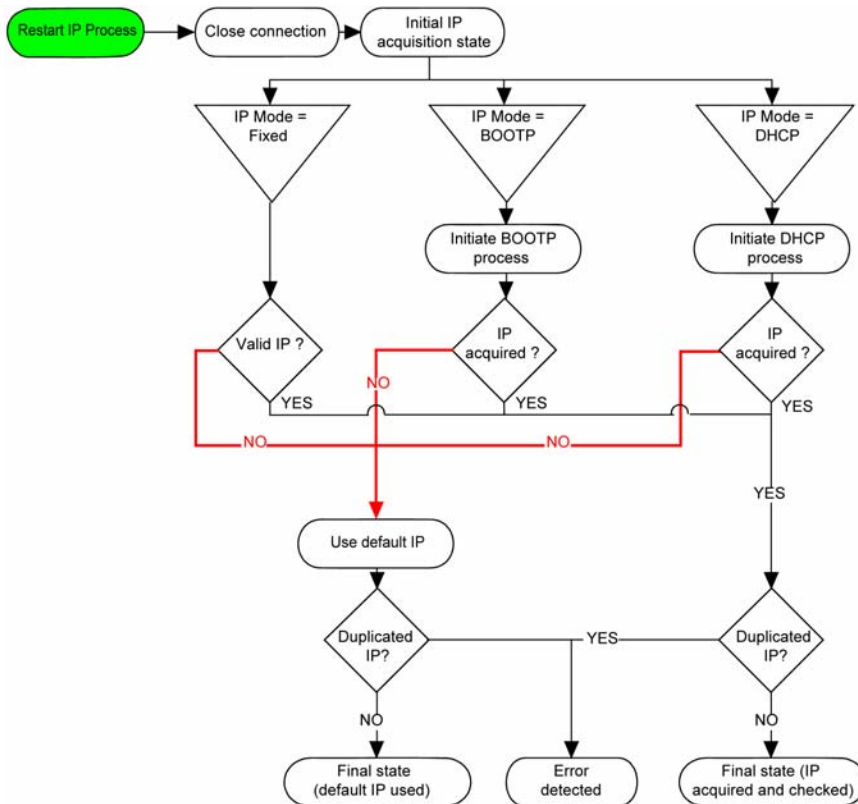 Restart IP Process
Close connection
Initial IP
acquisition state
IP Mode =
Fixed
IP Mode =
BOOTP
IP Mode =
DHCP
Initiate BOOTP
process
Initiate DHCP
process
Valid IP ?
IP
acquired ?
IP
acquired ?
NO
YES
YES
YES
NO
NO
YES
Use default IP
Duplicated
IP?
YES
Duplicated
IP?
NO
NO
Final state
(default IP used)
Error
detected
Final state (IP
acquired and checked)